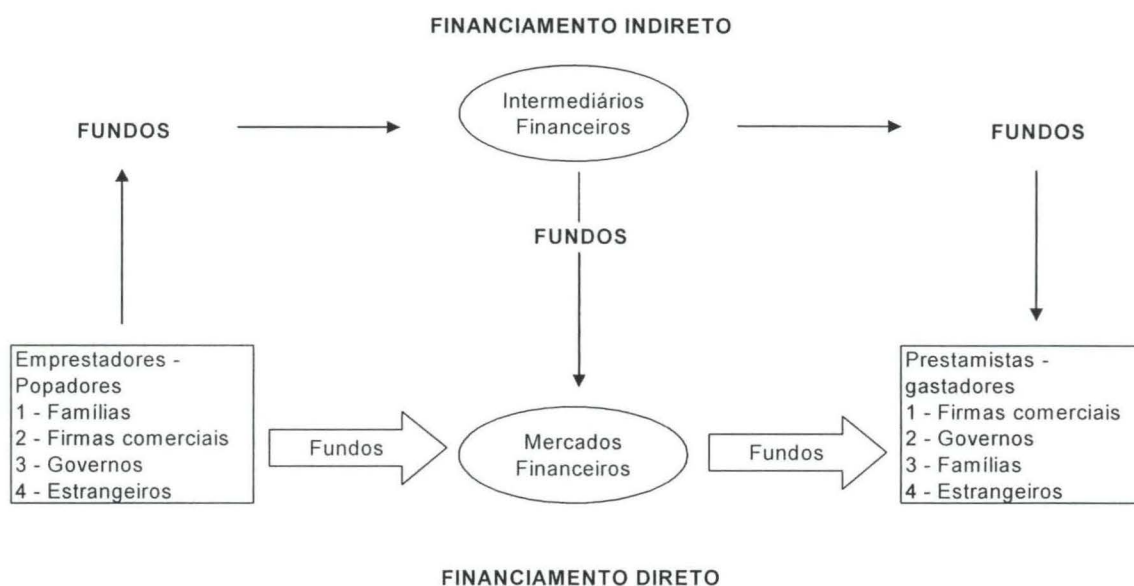 FINANCIAMENTO INDIRETO
Intermediários
Financeiros
FUNDOS
FUNDOS
FUNDOS
Emprestadores -
Popadores
1 - Famílias
2 - Firmas comerciais
3 - Governos
4 - Estrangeiros
Fundos
Mercados
Financeiros
Fundos
Prestamistas -
gastadores
1 - Firmas comerciais
2 - Governos
3 - Famílias
4 - Estrangeiros
FINANCIAMENTO DIRETO